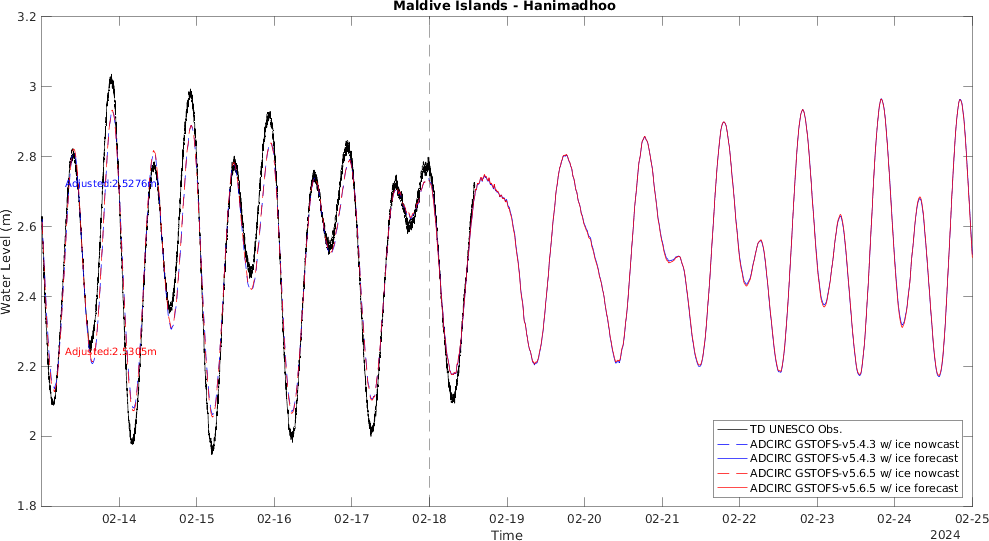 Maldive Islands - Hanimadhoo
3.2
3
2.8
2.6
2.4
2.2
2
1.8
Water Level (m)
Adjusted:2.5276m
Adjusted:2.5305m
TD UNESCO Obs.
ADCIRC GSTOFS-v5.4.3 w/ ice nowcast
ADCIRC GSTOFS-v5.4.3 w/ ice forecast
ADCIRC GSTOFS-v5.6.5 w/ ice nowcast
ADCIRC GSTOFS-v5.6.5 w/ ice forecast
02-14 02-15 02-16 02-17 02-18 02-19 02-20 02-21 02-22 02-23 02-24 02-25
Time
2024